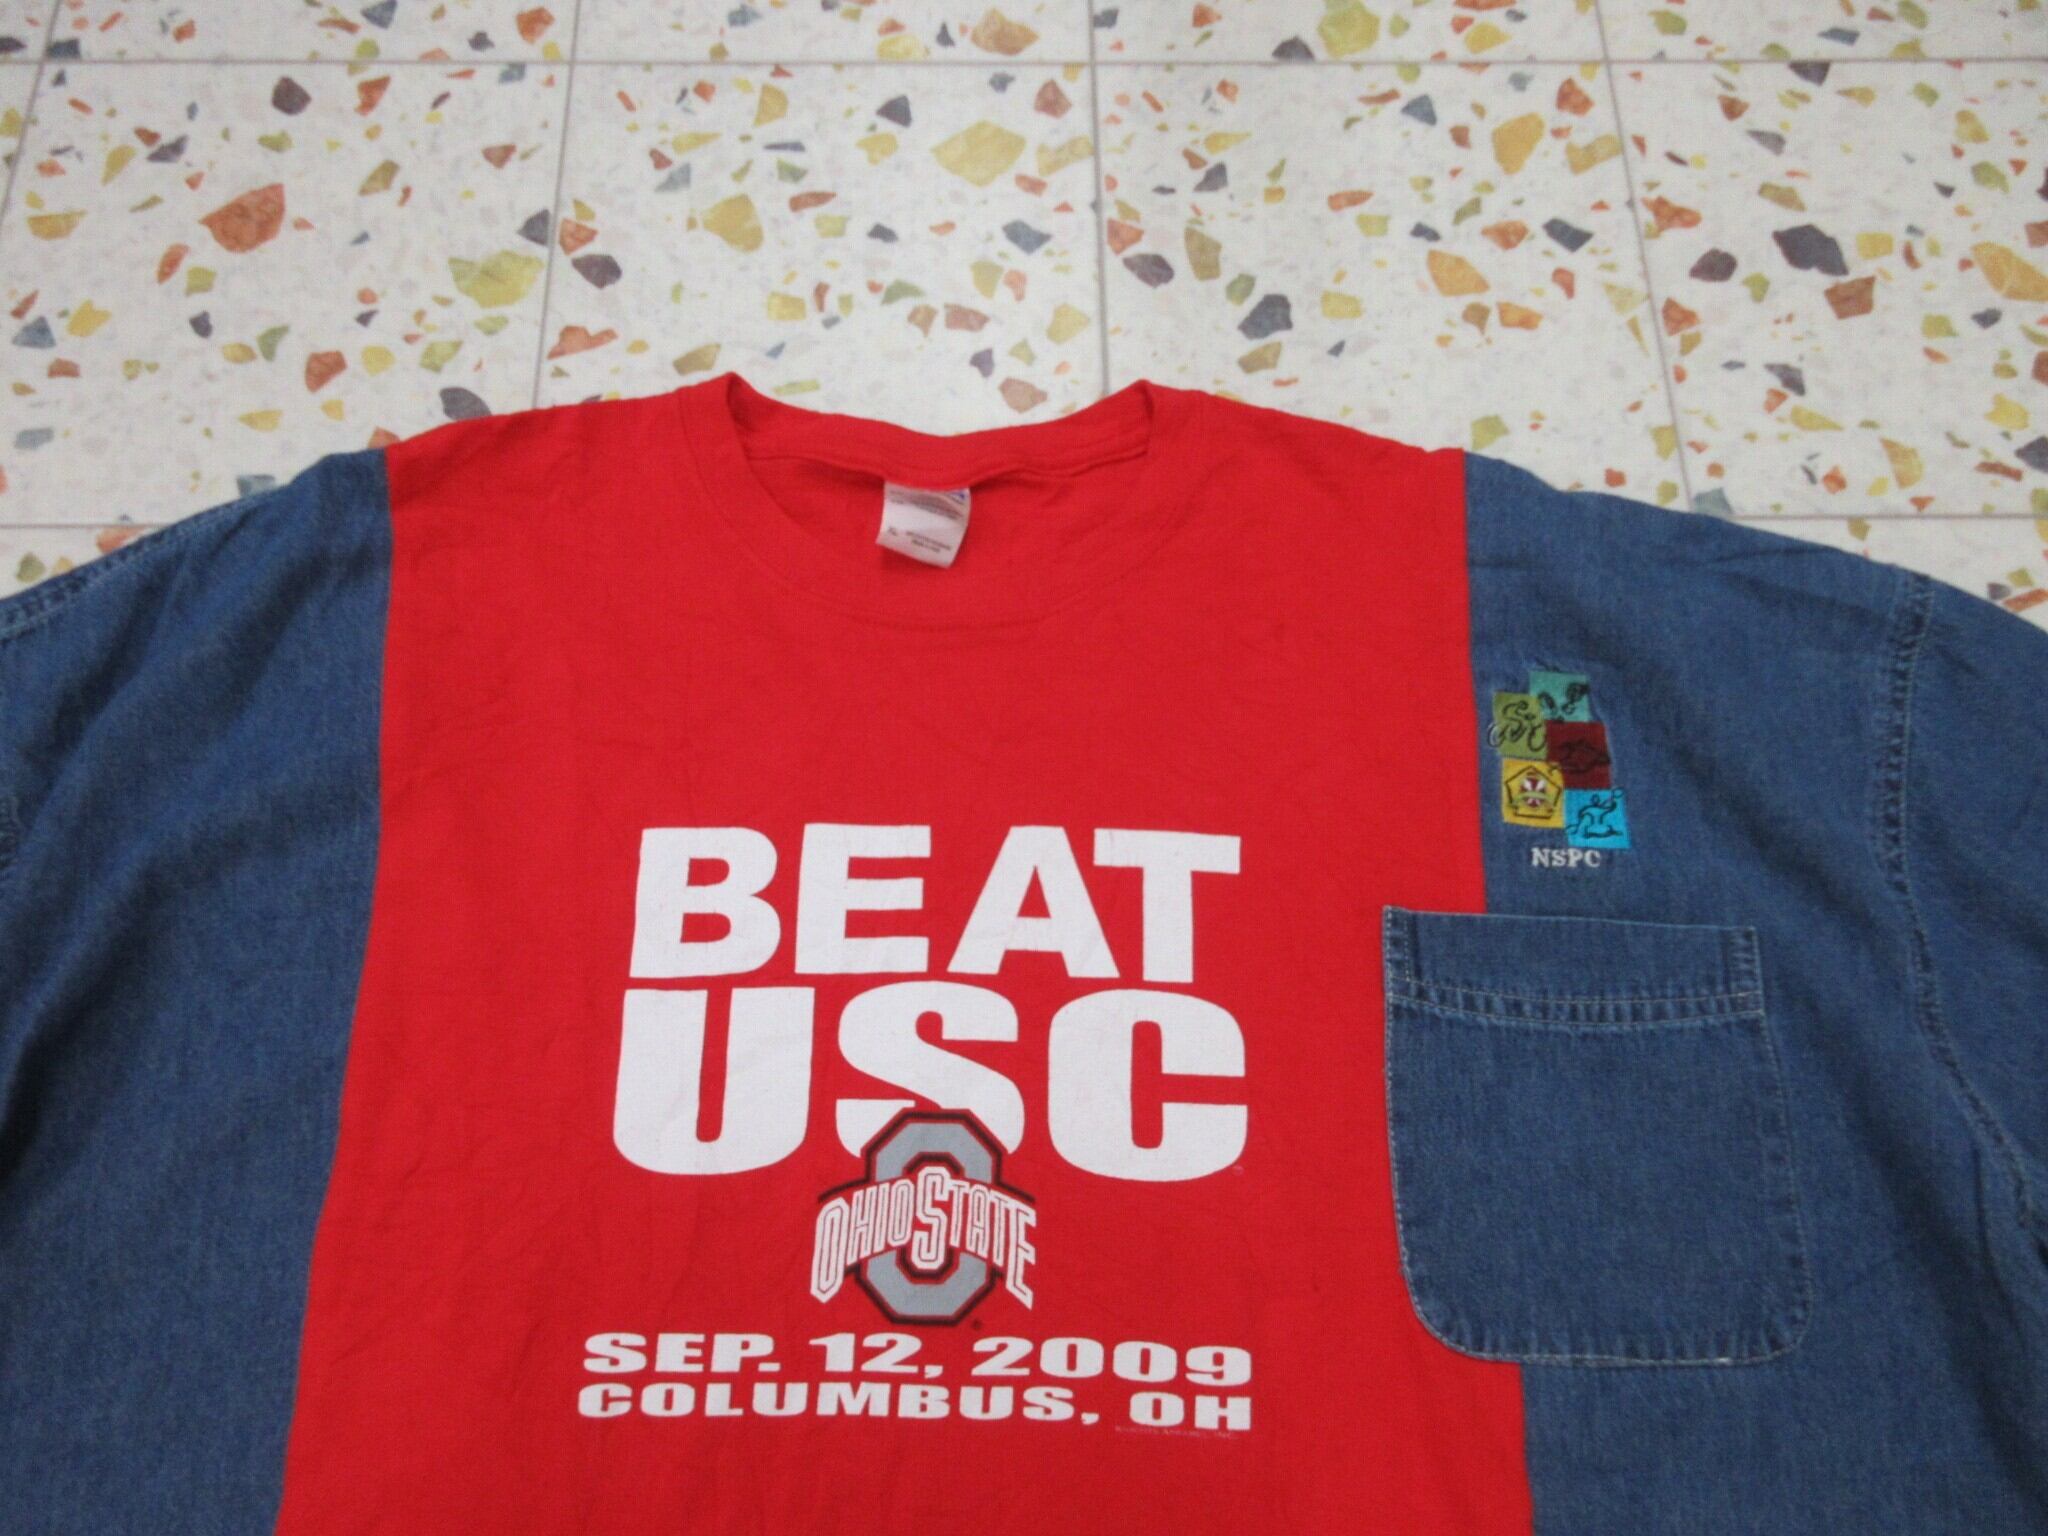 NSPC
BEAT
USC
OHIO STATE
SEP. 12, 2009
COLUMBUS, OH